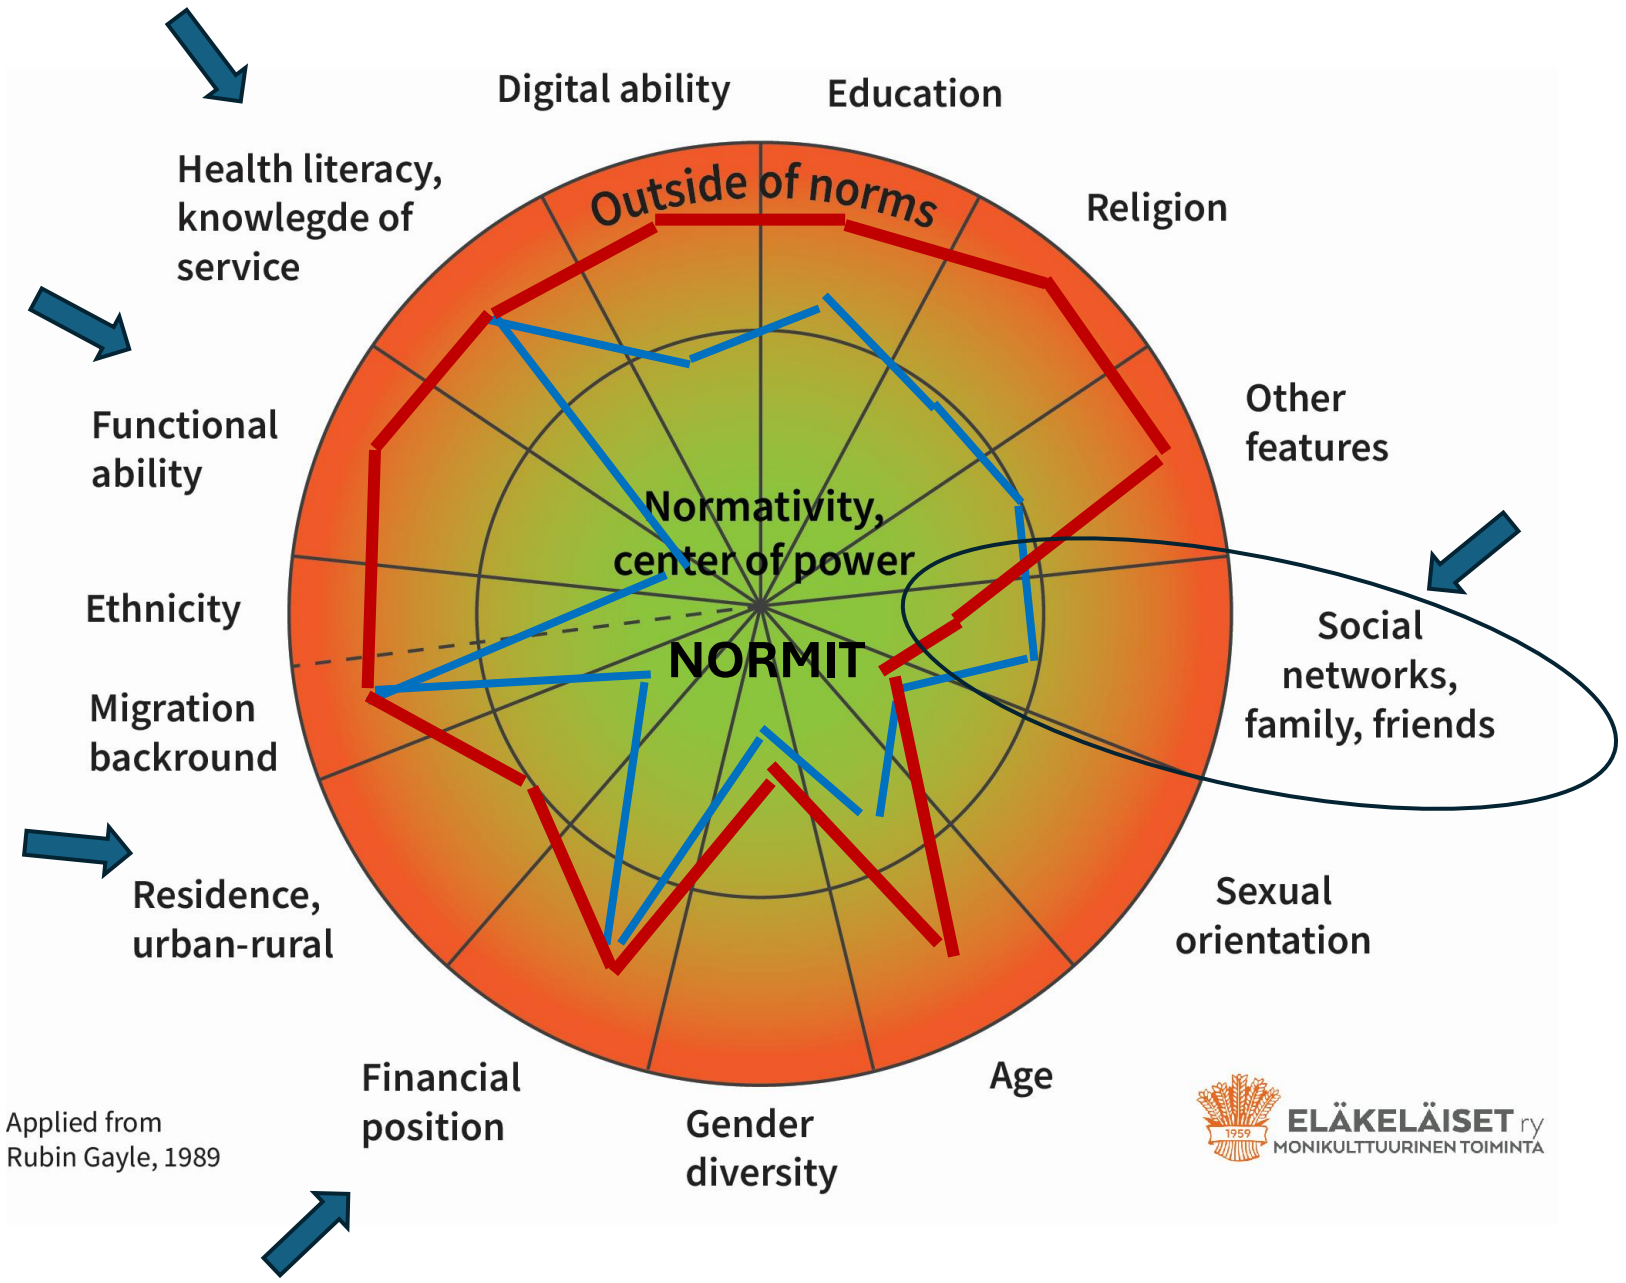 Digital ability
Education
Health literacy,
knowlegde of
service
Outside of norms
Religion
Functional
ability
Other
features
Normativity,
center of power
Ethnicity
NORMIT
Social
networks,
family, friends
Migration
backround
Residence,
urban-rural
Sexual
orientation
Financial
position
Age
Gender
diversity
Applied from
Rubin Gayle, 1989
1959
ELÄKELÄISET ry
MONIKULTTUURINEN TOIMINTA